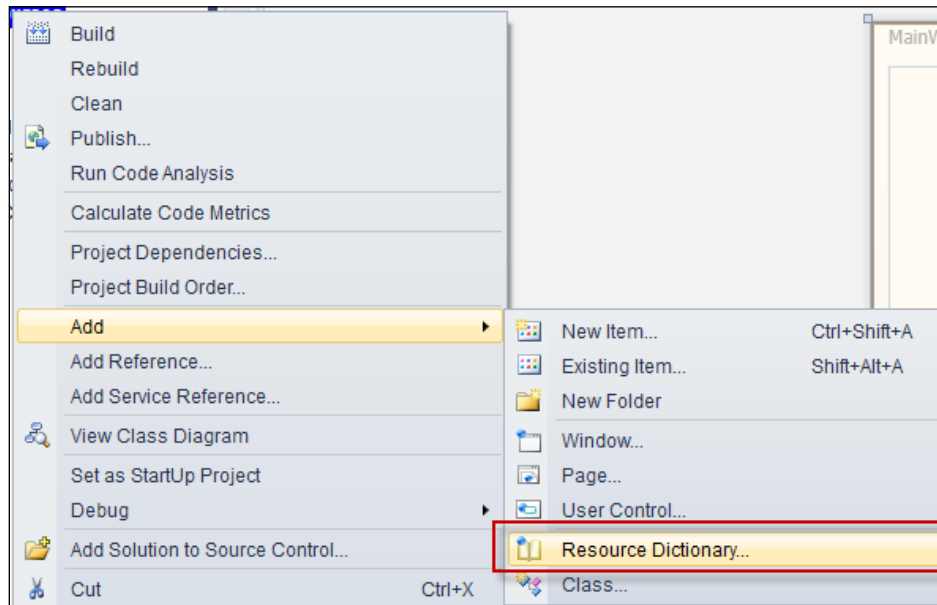 Build
Rebuild
Clean
Publish...
Run Code Analysis
Calculate Code Metrics
Project Dependencies...
Project Build Order...
Add
Add Reference...
Add Service Reference...
View Class Diagram
Set as StartUp Project
Debug
Add Solution to Source Control...
Cut Ctrl+X
MainW
New Item... Ctrl+Shift+A
Existing Item... Shift+Alt+A
New Folder
Window...
Page...
User Control...
Resource Dictionary...
Class...